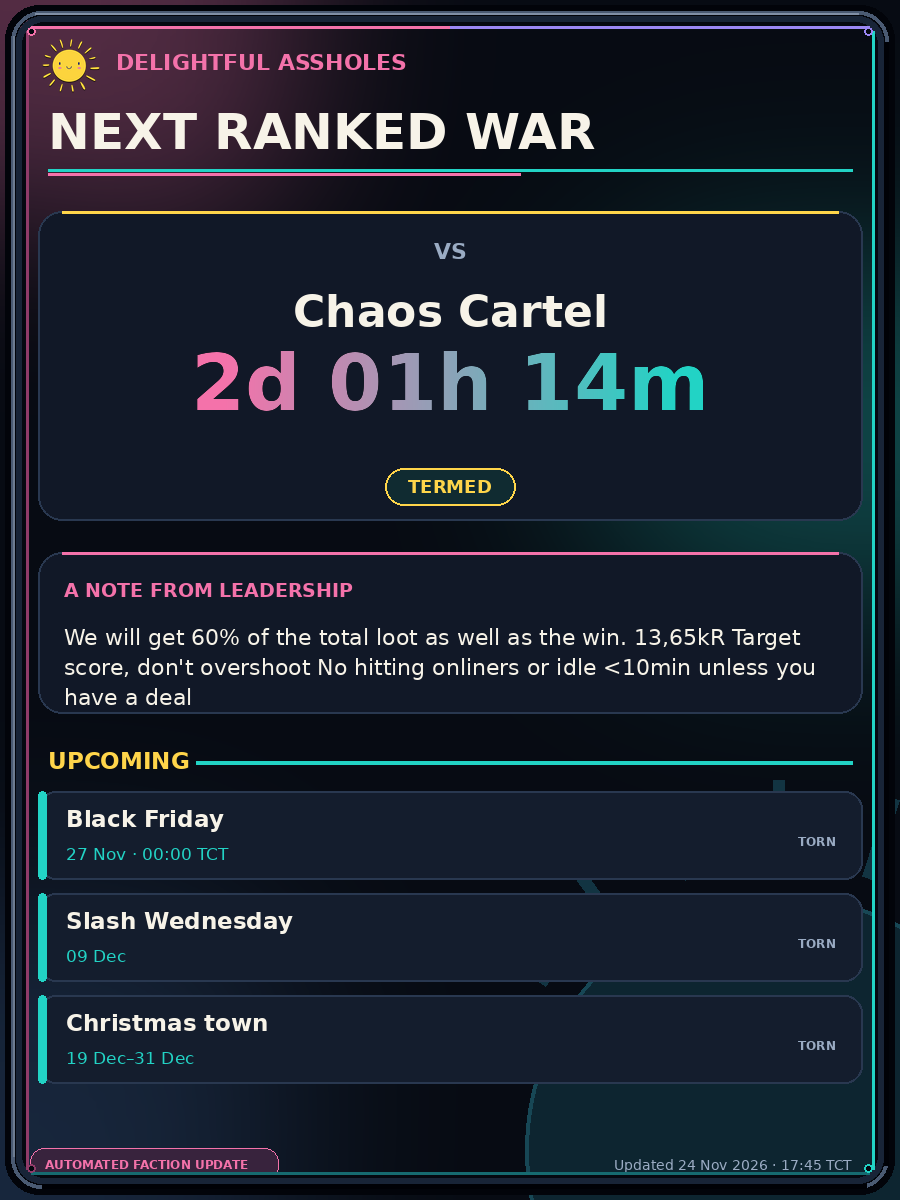 DELIGHTFUL ASSHOLES
NEXT RANKED WAR
VS
Chaos Cartel
2d 01h 14m
TERMED
A NOTE FROM LEADERSHIP
We will get 60% of the total loot as well as the win. 13,65kR Target
score, don't overshoot No hitting onliners or idle <10min unless you
have a deal
UPCOMING
Black Friday
27 Nov · 00:00 TCT
TORN
Slash Wednesday
09 Dec
TORN
Christmas town
19 Dec–31 Dec
TORN
AUTOMATED FACTION UPDATE
Updated 24 Nov 2026 · 17:45 TCT